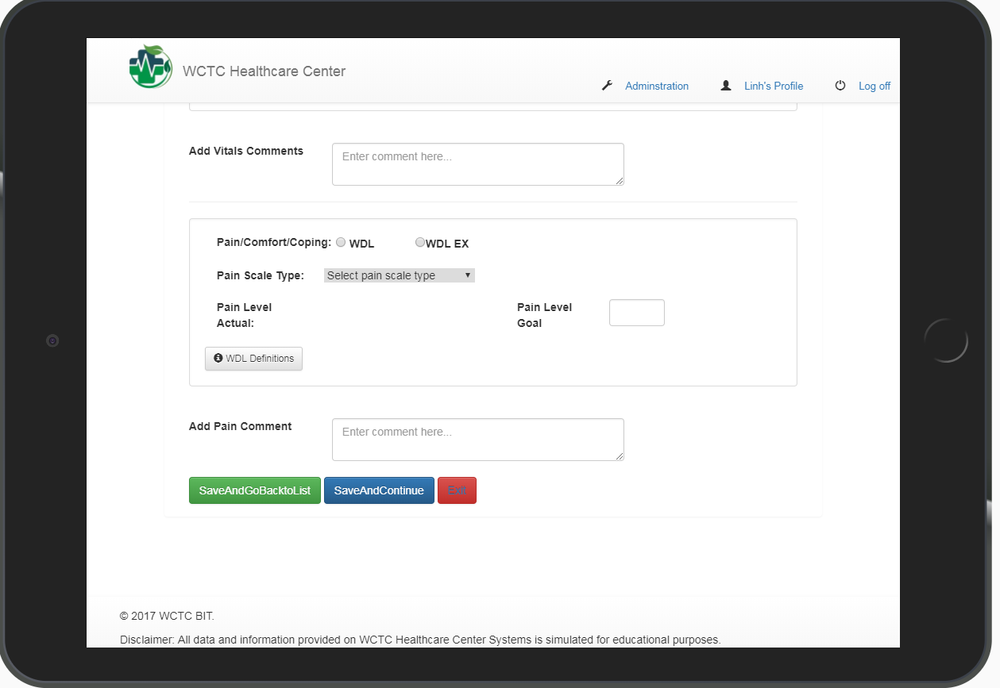 WCTC Healthcare Center
Adminstration
Linh's Profile
Log off
Add Vitals Comments
Enter comment here...
Pain/Comfort/Coping:
WDL
WDL EX
Pain Scale Type:
Select pain scale type
Pain Level
Actual:
Pain Level
Goal
WDL Definitions
Add Pain Comment
Enter comment here...
SaveAndGoBacktoList
SaveAndContinue
Exit
© 2017 WCTC BIT.
Disclaimer: All data and information provided on WCTC Healthcare Center Systems is simulated for educational purposes.